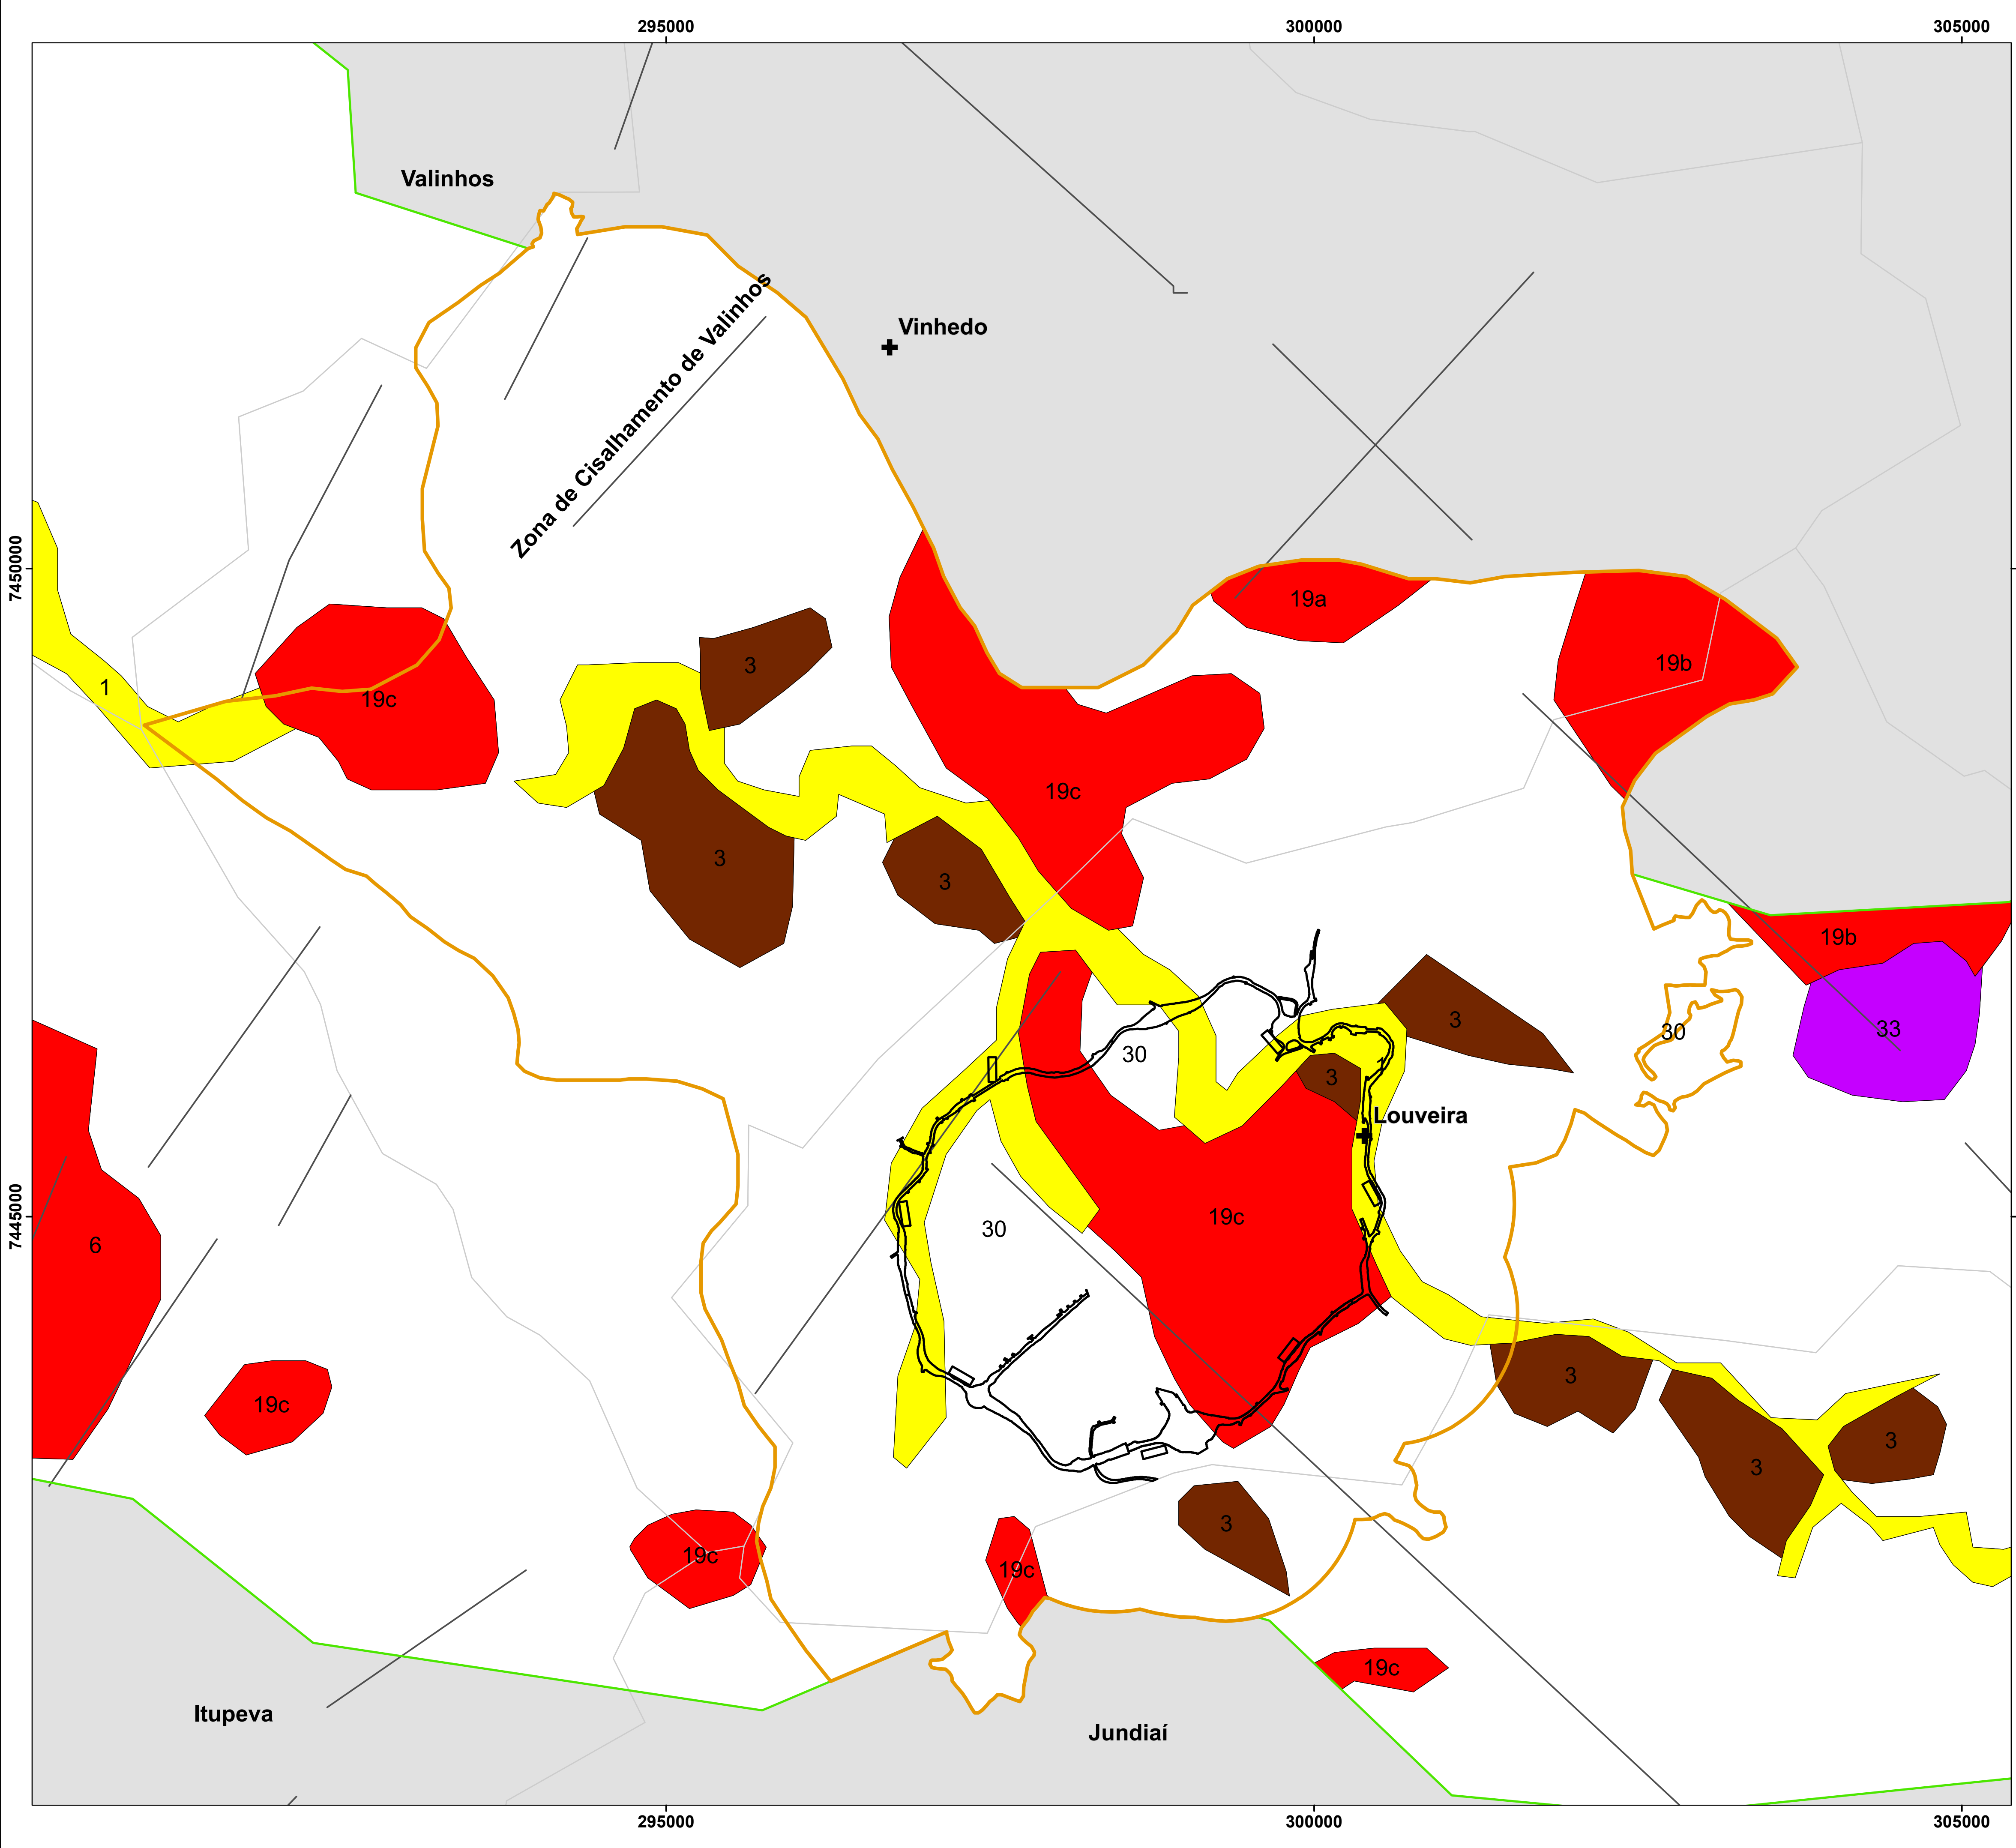 295000
300000
305000
Valinhos
Zona de Cisalhamento de Valinhos
Vinhedo
7450000
19a
19b
3
1
19c
19c
3
3
19b
3
33
30
30
1
3
Louveira
7445000
19c
30
6
3
19c
3
3
3
19c
19c
19c
Itupeva
Jundiaí
295000
300000
305000